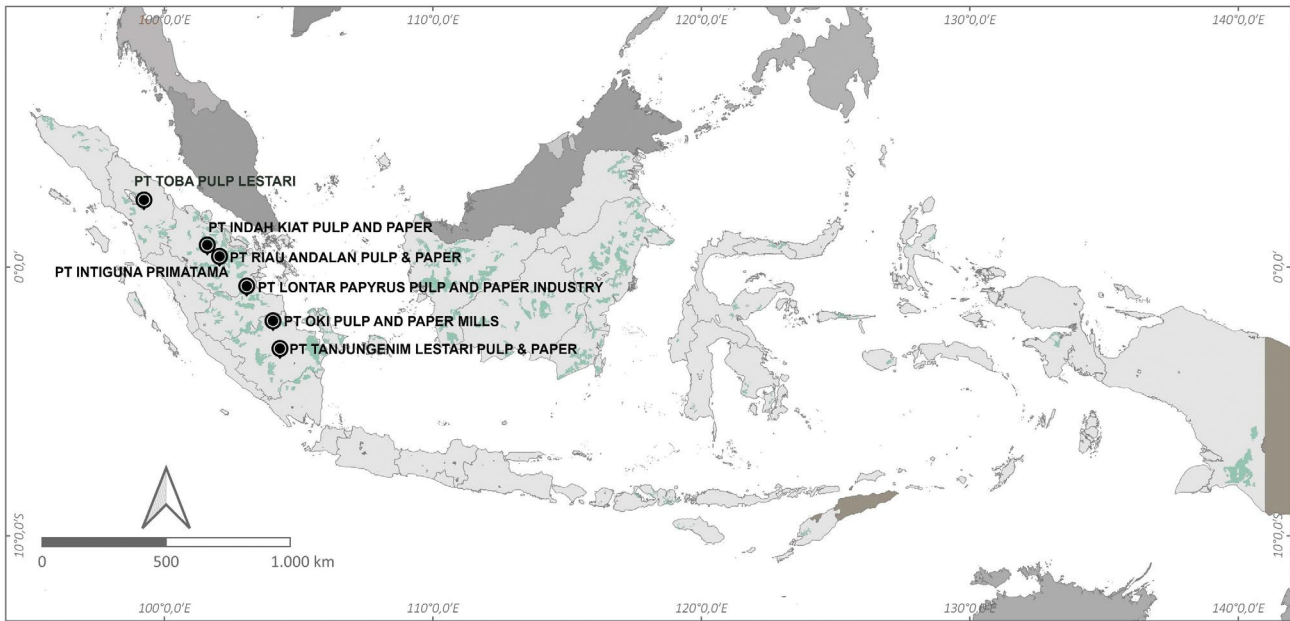 100°0,0'E
110°0,0'E
120°0,0'E
130°0,0'E
140°0,0'E
PT TOBA PULP LESTARI
PT INDAH KIAT PULP AND PAPER
PT RIAU ANDALAN PULP & PAPER
0°0,0'
0°0,0'
PT INTIGUNA PRIMATAMA
PT LONTAR PAPYRUS PULP AND PAPER INDUSTRY
PT OKI PULP AND PAPER MILLS
PT TANJUNGENIM LESTARI PULP & PAPER
10°0,0'S
10°0,0'S
0
500
1.000 km
100°0,0'E
110°0,0'E
120°0,0'E
130°0,0'E
140°0,0'E